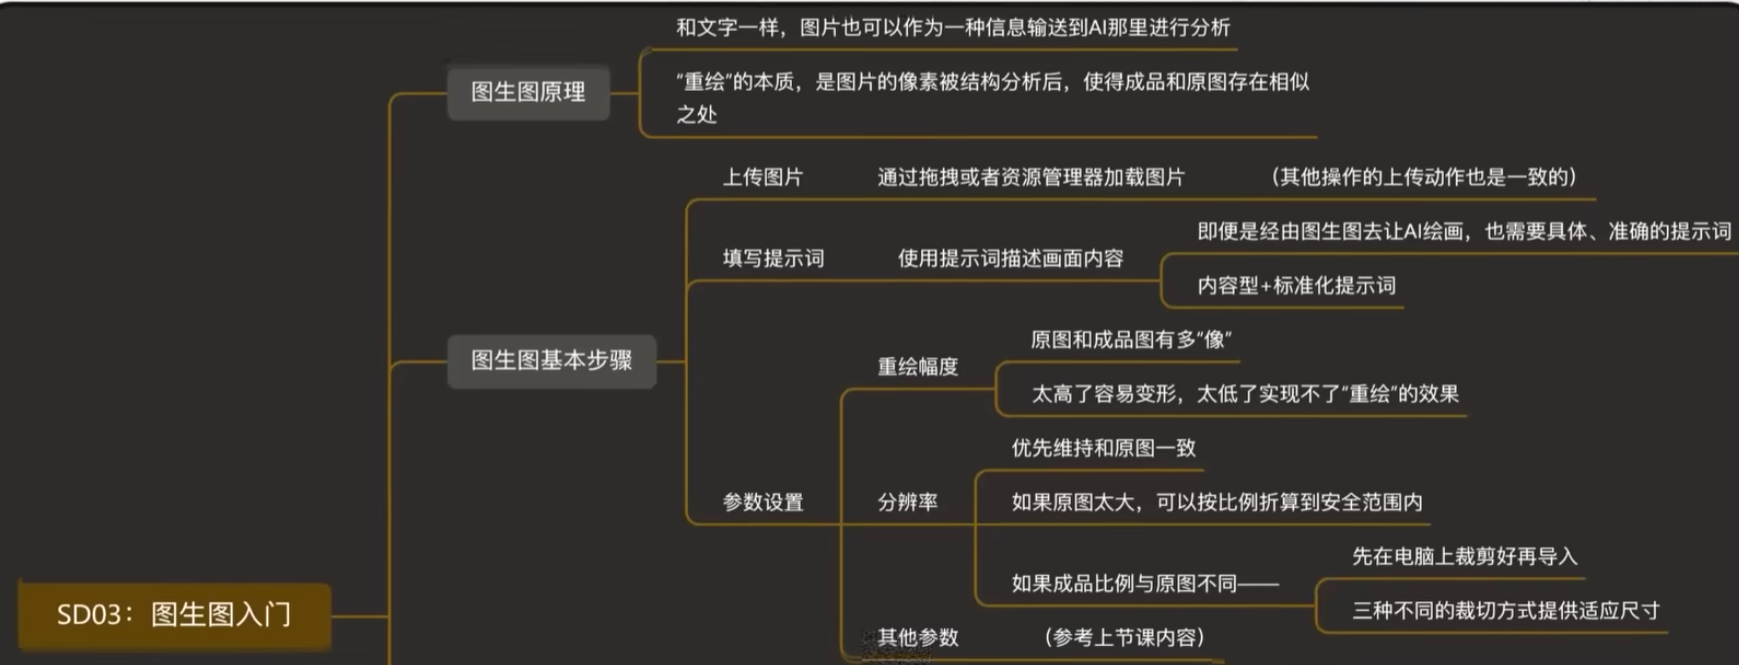 和文字一样，图片也可以作为一种信息输送到AI那里进行分析
图生图原理
“重绘”的本质，是图片的像素被结构分析后，使得成品和原图存在相似
之处
上传图片 通过拖拽或者资源管理器加载图片 （其他操作的上传动作也是一致的）
即便是经由图生图去让AI绘画，也需要具体、准确的提示词
填写提示词 使用提示词描述画面内容
内容型+标准化提示词
原图和成品图有多“像”
图生图基本步骤
重绘幅度
太高了容易变形，太低了实现不了“重绘”的效果
优先维持和原图一致
参数设置 分辨率 如果原图太大，可以按比例折算到安全范围内
先在电脑上裁剪好再导入
如果成品比例与原图不同——
三种不同的裁切方式提供适应尺寸
SD03：图生图入门
其他参数 （参考上节课内容）